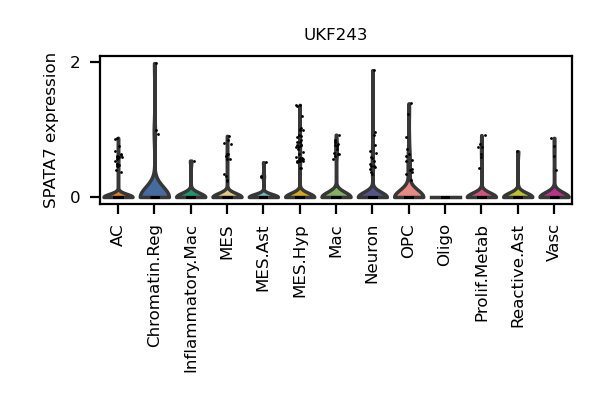 UKF243
SPATA7 expression
2
0
AC
Chromatin.Reg
Inflammatory.Mac
MES
MES.Ast
MES.Hyp
Mac
Neuron
OPC
Oligo
Prolif.Metab
Reactive.Ast
Vasc